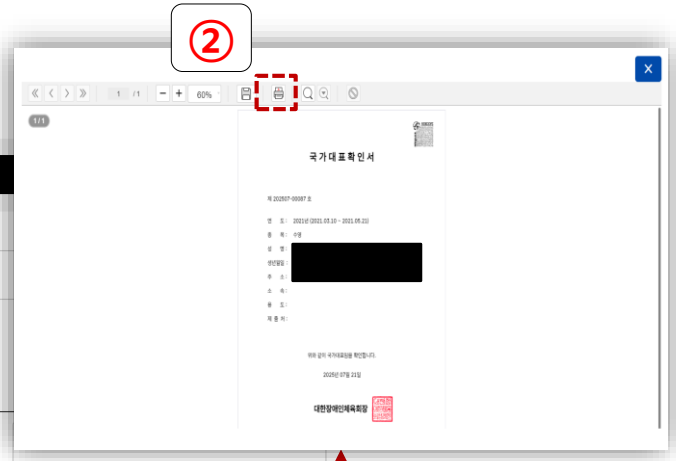 ②
X
1 /1 − + 60%
1/1
국가대표확인서
제 202507-00087 호
연 도 : 2021년 (2021.03.10 ~ 2021.05.21)
종 목 : 수영
성 명 :
생년월일 :
주 소 :
소 속 :
용 도 :
제 출 처 :
위와 같이 국가대표임을 확인합니다.
2025년 07월 21일
대한장애인체육회장